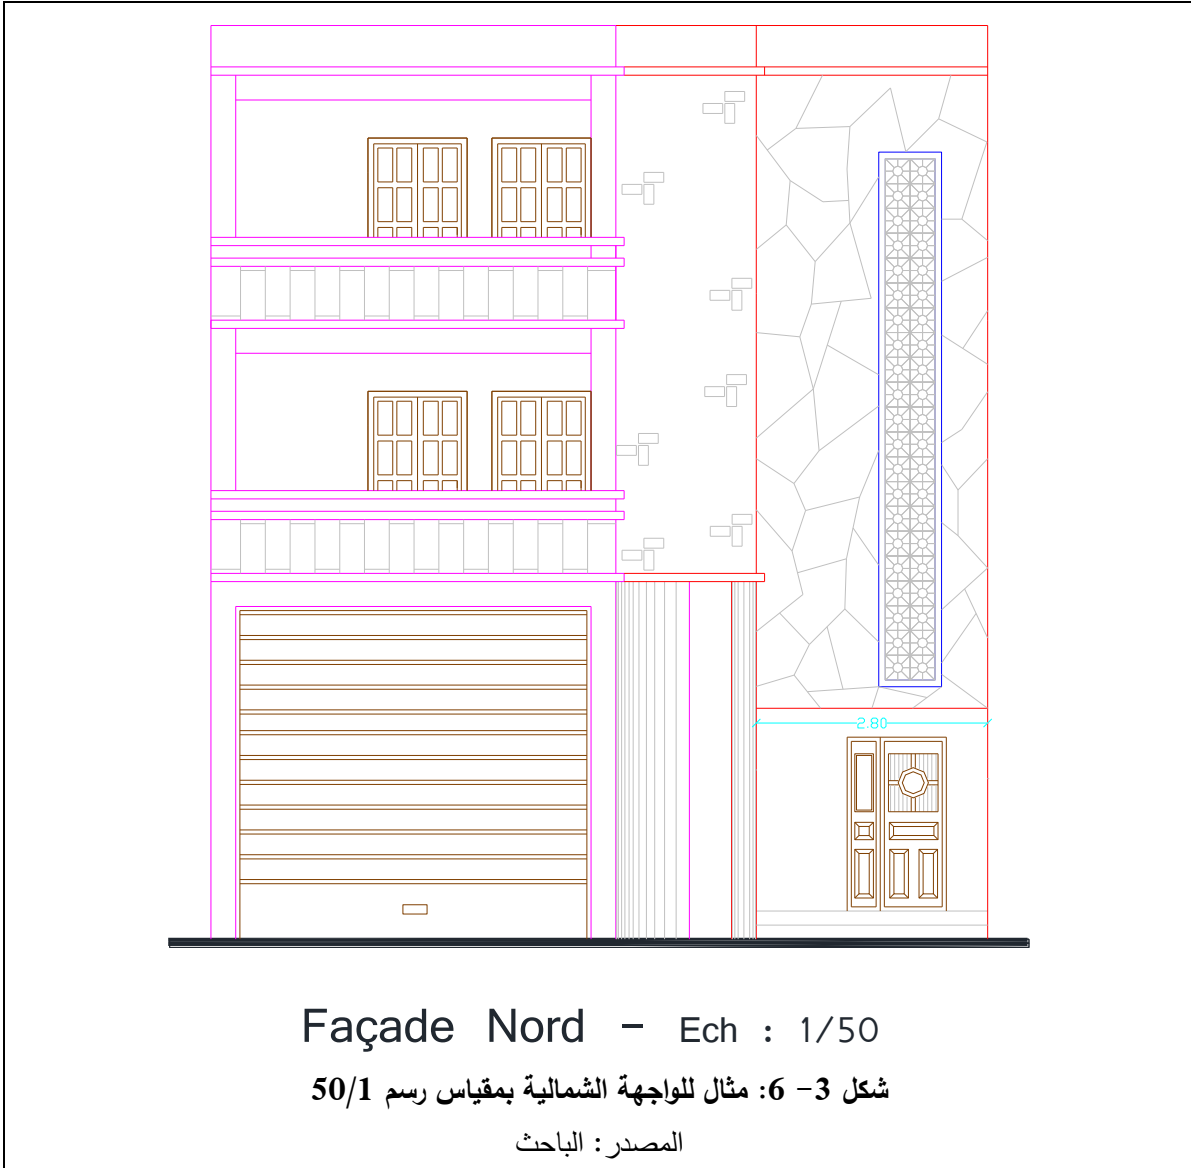 2.80
Façade Nord - Ech : 1/50
شكل 3- 6: مثال للواجهة الشمالية بمقياس رسم 50/1
المصدر: الباحث